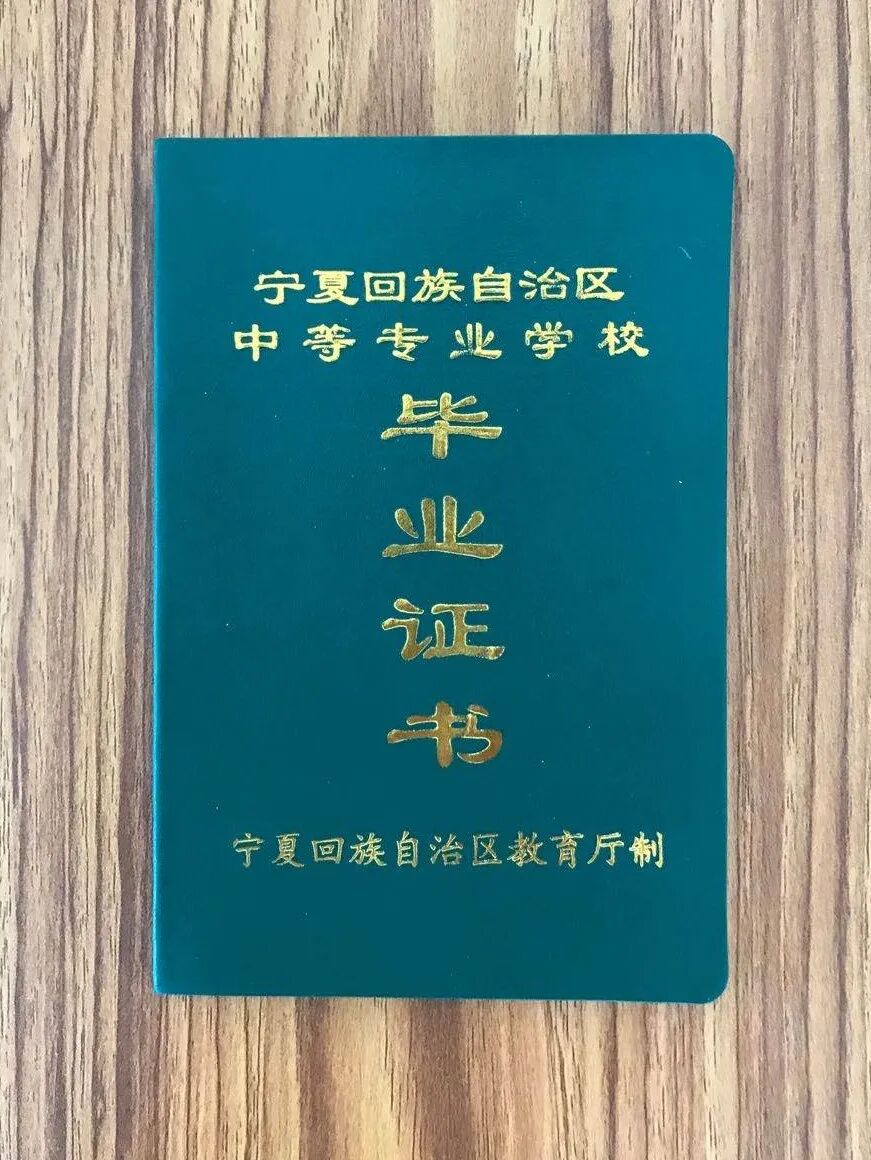 宁夏回族自治区
中等专业学校
毕
业
证
书
宁夏回族自治区教育厅制